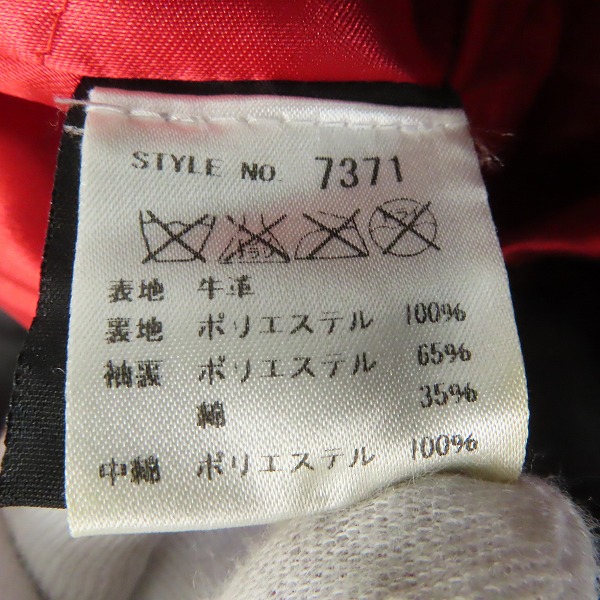 STYLE NO. 7371
表地 牛革
裏地 ポリエステル 100%
袖裏 ポリエステル 65%
綿 35%
中綿 ポリエステル 100%